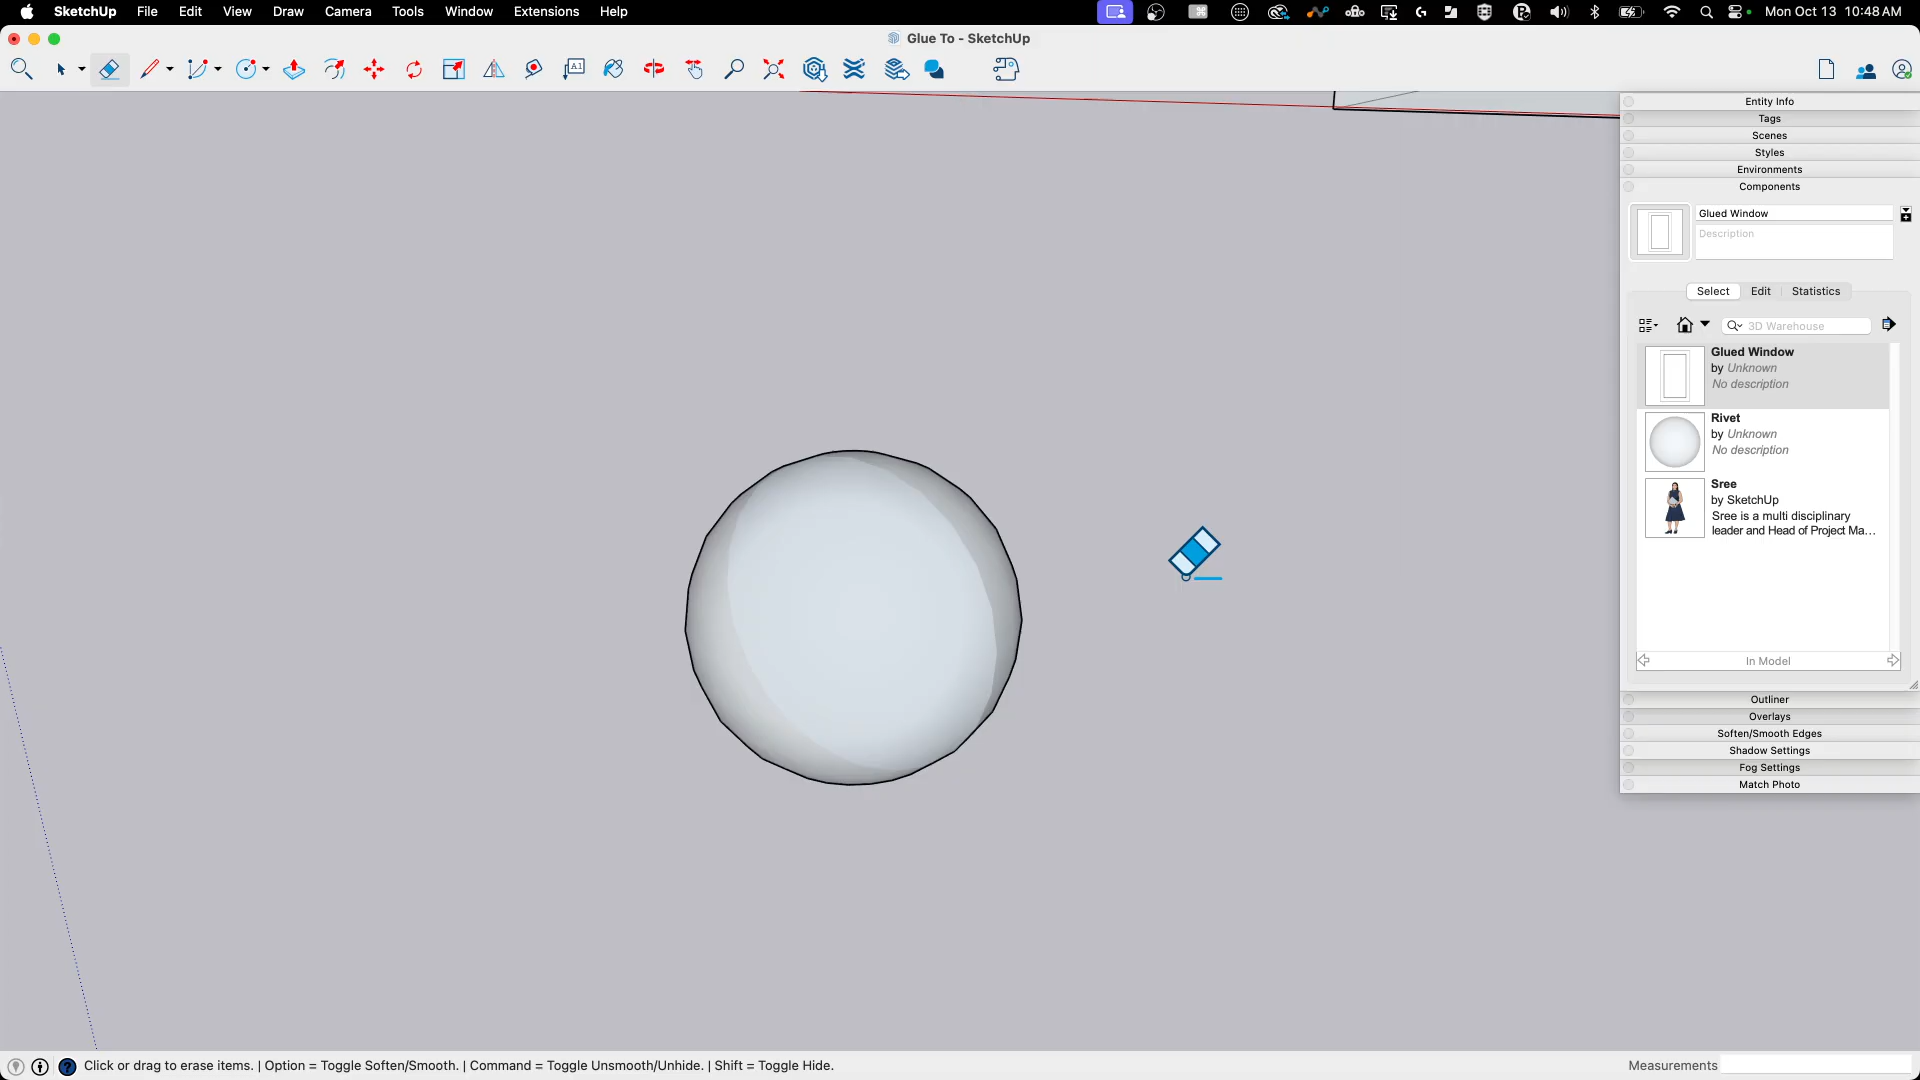 SketchUp File Edit View Draw Camera Tools Window Extensions Help Mon Oct 13 10:48 AM
Glue To - SketchUp
A1
Entity Info
Tags
Scenes
Styles
Environments
Components
Glued Window
Description
Select Edit Statistics
3D Warehouse
Glued Window
by Unknown
No description
Rivet
by Unknown
No description
Sree
by SketchUp
Sree is a multi disciplinary
leader and Head of Project Ma...
In Model
Outliner
Overlays
Soften/Smooth Edges
Shadow Settings
Fog Settings
Match Photo
Click or drag to erase items. | Option = Toggle Soften/Smooth. | Command = Toggle Unsmooth/Unhide. | Shift = Toggle Hide. Measurements